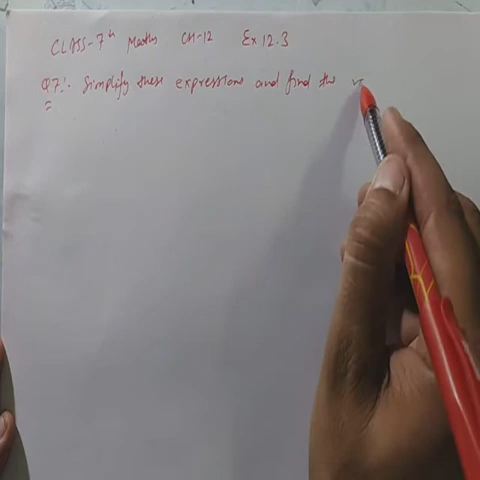 CLASS-7th Maths CH-12 Ex 12.3
Q7:- Simplify these expressions and find the